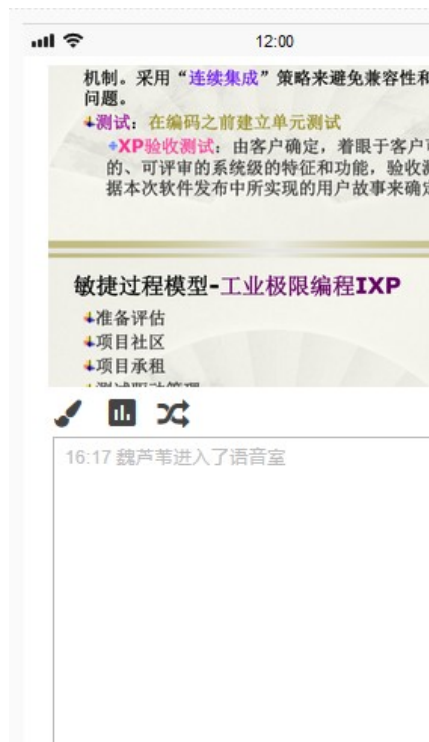 12:00
机制。采用“连续集成”策略来避免兼容性和
问题。
测试：在编码之前建立单元测试
XP验收测试：由客户确定，着眼于客户
的、可评审的系统级的特征和功能，验收
据本次软件发布中所实现的用户故事来确
敏捷过程模型-工业极限编程IXP
准备评估
项目社区
项目承租
测试驱动管理
16:17 魏芦苇进入了语音室